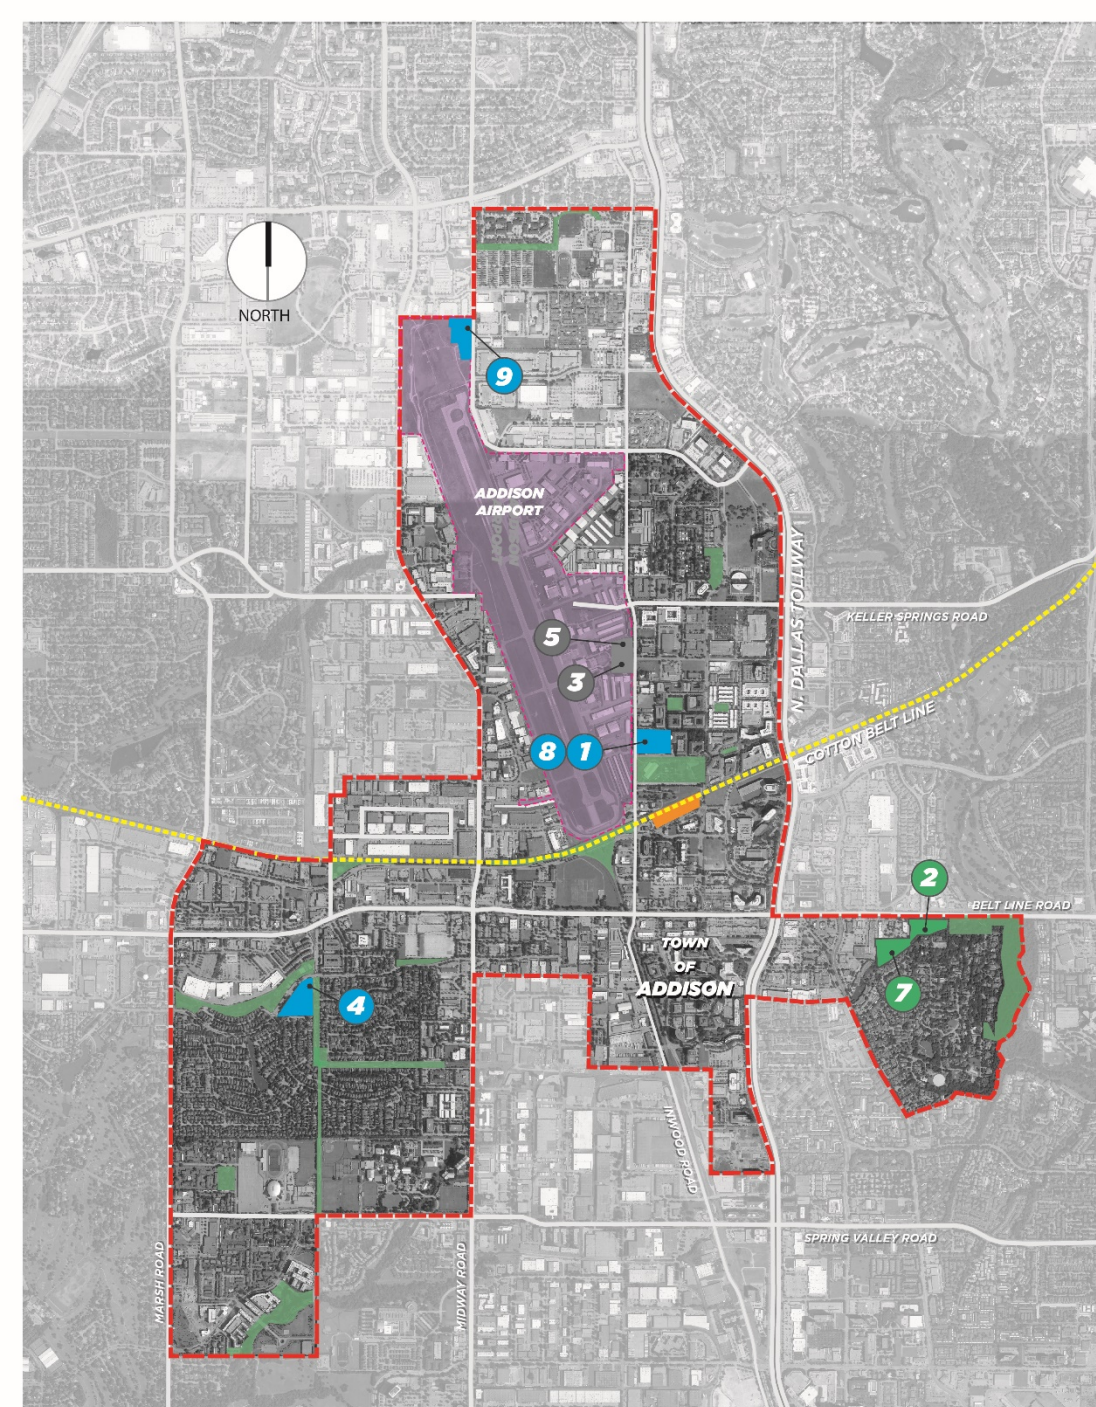 NORTH
9
ADDISON
AIRPORT
N. DALLAS TOLLWAY
KELLER SPRINGS ROAD
5
3
8
1
COTTON BELT LINE
2
BELT LINE ROAD
TOWN
OF
ADDISON
7
4
INWOOD ROAD
SPRING VALLEY ROAD
MARSH ROAD
MIDWAY ROAD